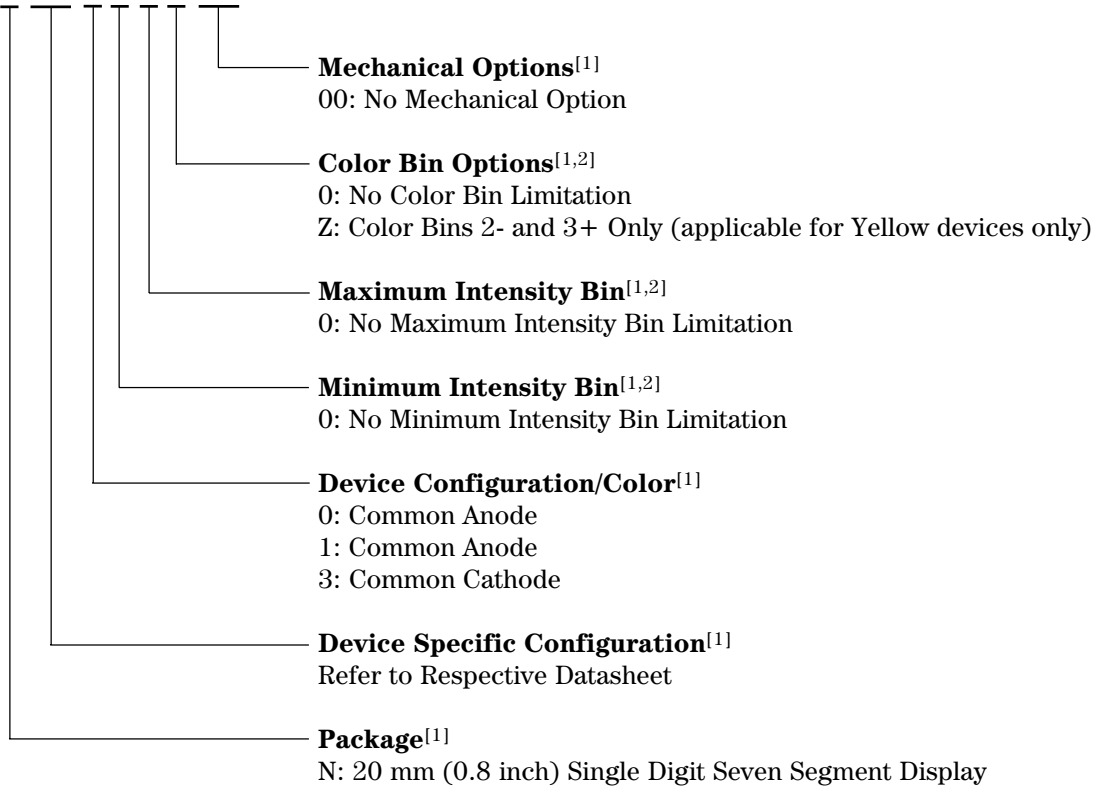 Mechanical Options[1]
00: No Mechanical Option
Color Bin Options[1,2]
0: No Color Bin Limitation
Z: Color Bins 2- and 3+ Only (applicable for Yellow devices only)
Maximum Intensity Bin[1,2]
0: No Maximum Intensity Bin Limitation
Minimum Intensity Bin[1,2]
0: No Minimum Intensity Bin Limitation
Device Configuration/Color[1]
0: Common Anode
1: Common Anode
3: Common Cathode
Device Specific Configuration[1]
Refer to Respective Datasheet
Package[1]
N: 20 mm (0.8 inch) Single Digit Seven Segment Display